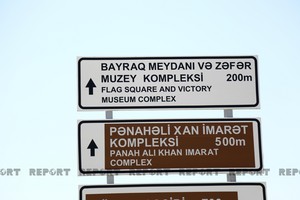 BAYRAQ MEYDANI VƏ ZƏFƏR
MUZEY KOMPLEKSİ 200m
FLAG SQUARE AND VICTORY
MUSEUM COMPLEX
PƏNAHƏLİ XAN İMARƏT
KOMPLEKSİ 500m
PANAH ALI KHAN IMARAT
COMPLEX
REPORT REPORT REPORT REPORT REPORT